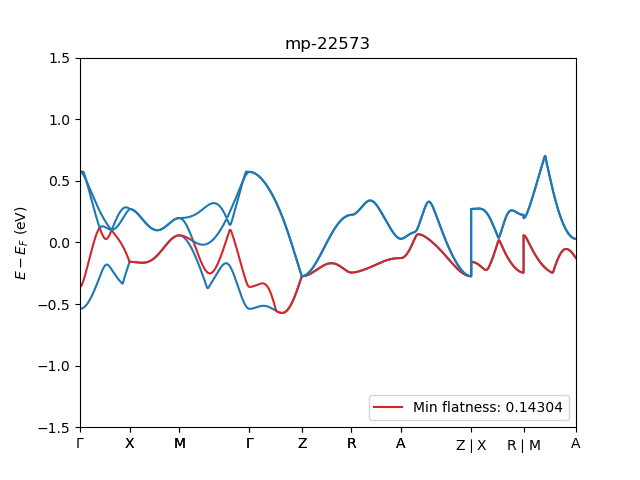 mp-22573
E − E_F (eV)
1.5
1.0
0.5
0.0
−0.5
−1.0
−1.5
Min flatness: 0.14304
Γ X M Γ Z R A Z | X R | M A